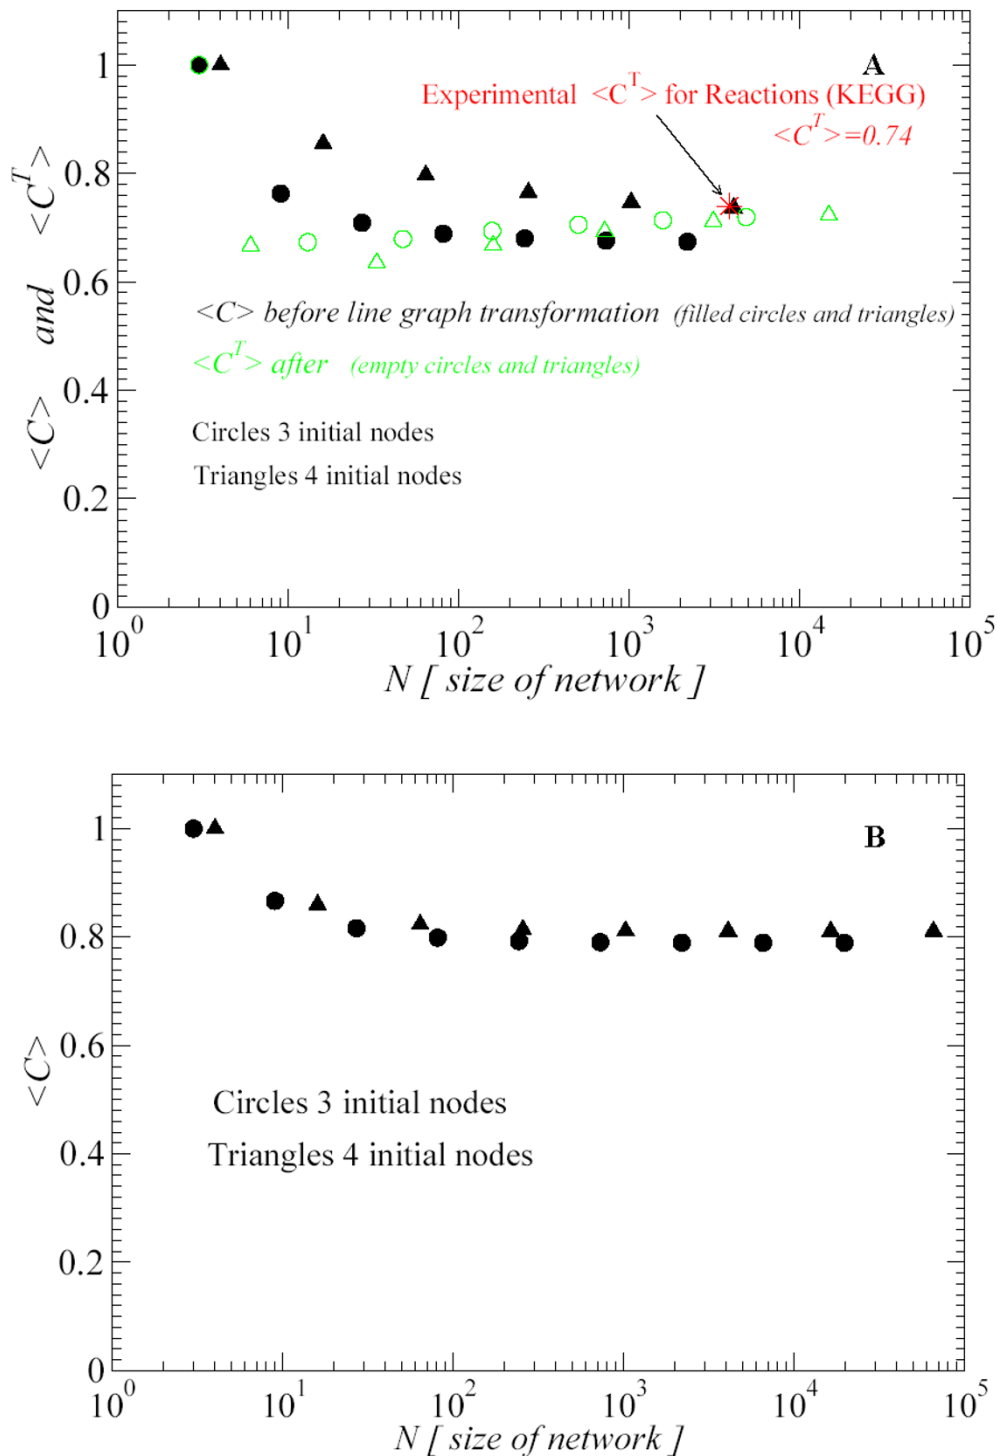 A
1
0.8
0.6
0.4
0.2
0
<C> and <C^T>
Experimental <C^T> for Reactions (KEGG)
<C^T>=0.74
<C> before line graph transformation (filled circles and triangles)
<C^T> after (empty circles and triangles)
Circles 3 initial nodes
Triangles 4 initial nodes
10^0 10^1 10^2 10^3 10^4 10^5
N [ size of network ]
B
1
0.8
0.6
0.4
0.2
0
<C>
Circles 3 initial nodes
Triangles 4 initial nodes
10^0 10^1 10^2 10^3 10^4 10^5
N [ size of network ]